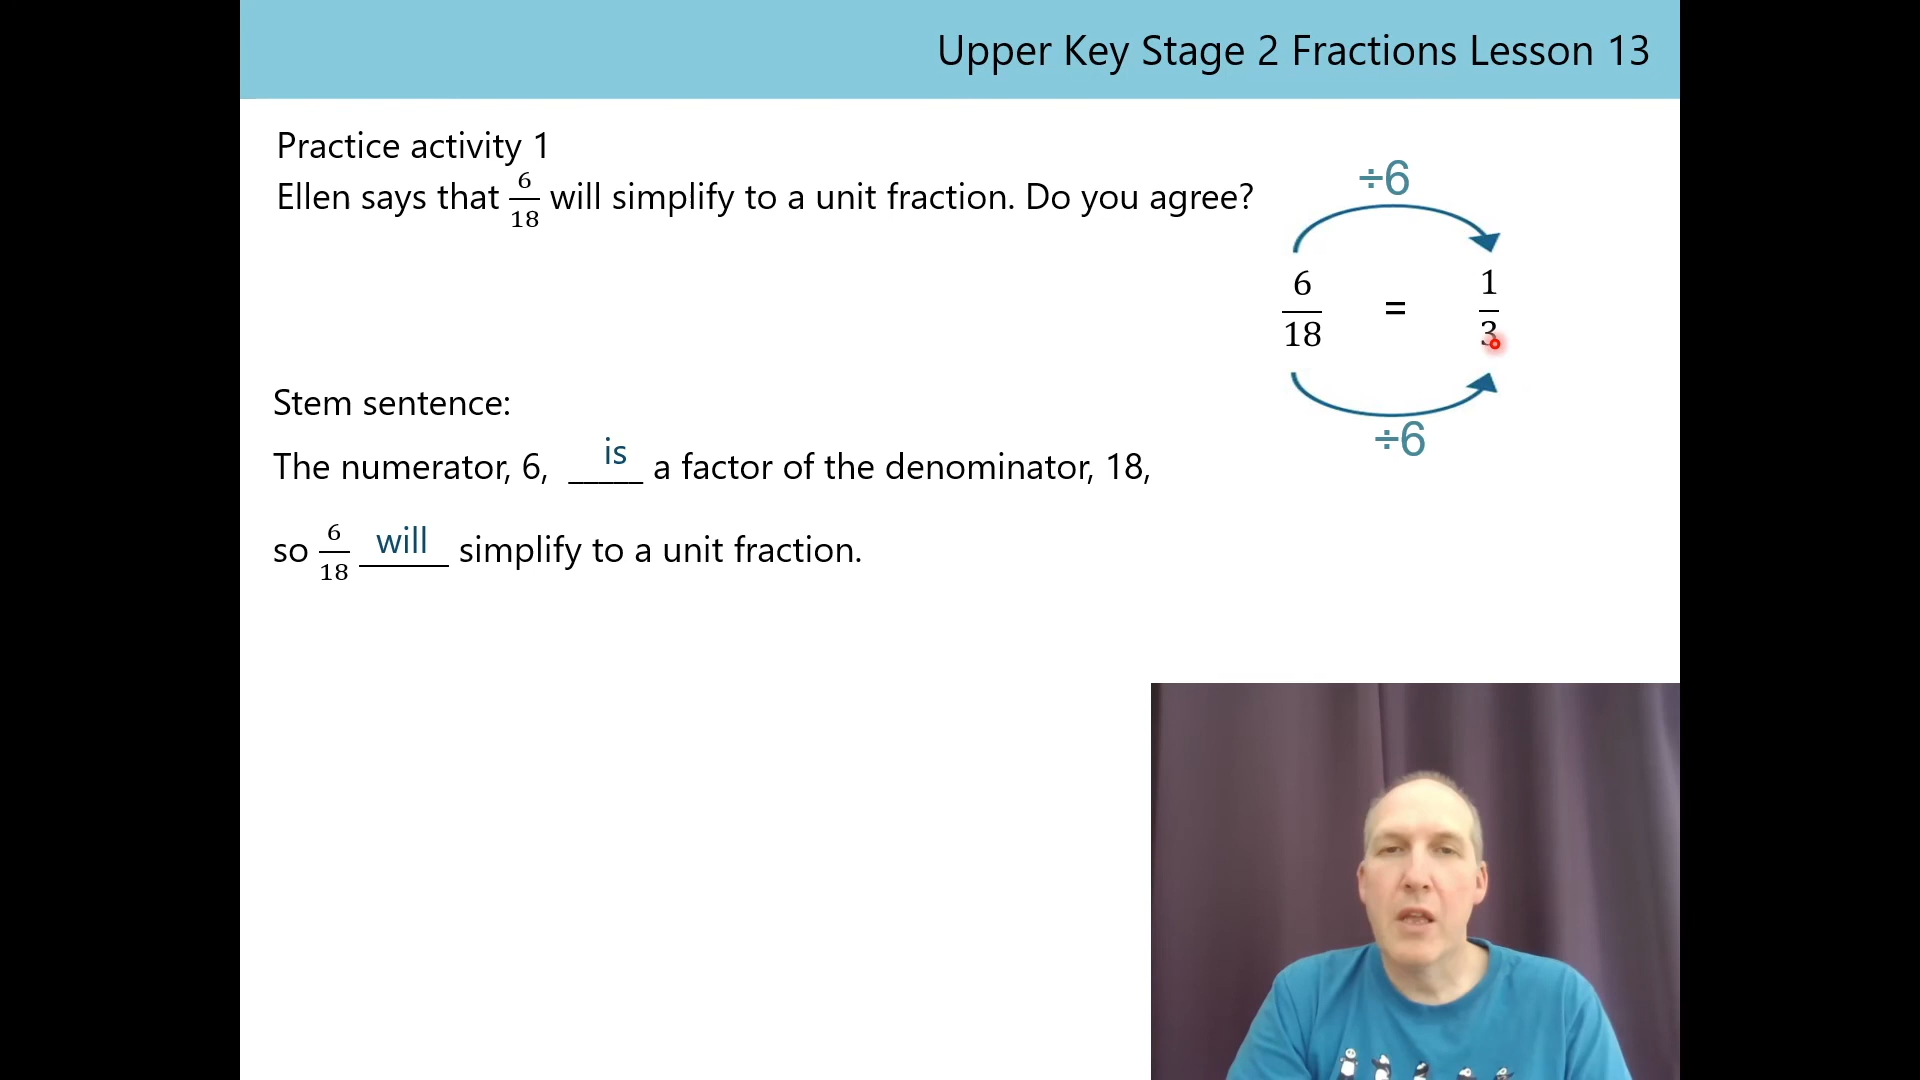 Upper Key Stage 2 Fractions Lesson 13
Practice activity 1
Ellen says that 6/18 will simplify to a unit fraction. Do you agree?
÷6
6/18 = 1/3
÷6
Stem sentence:
The numerator, 6, is a factor of the denominator, 18,
so 6/18 will simplify to a unit fraction.